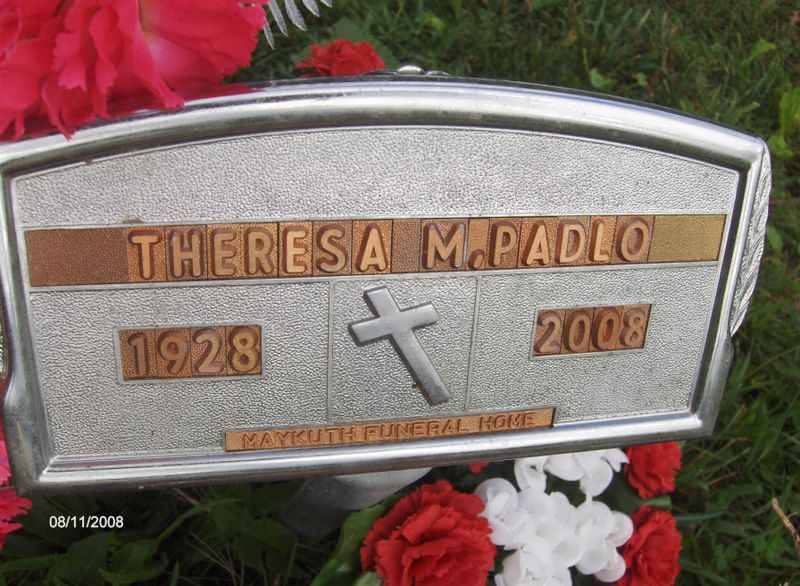 THERESA M. PADLO
1928 2008
MAYKUTH FUNERAL HOME
08/11/2008